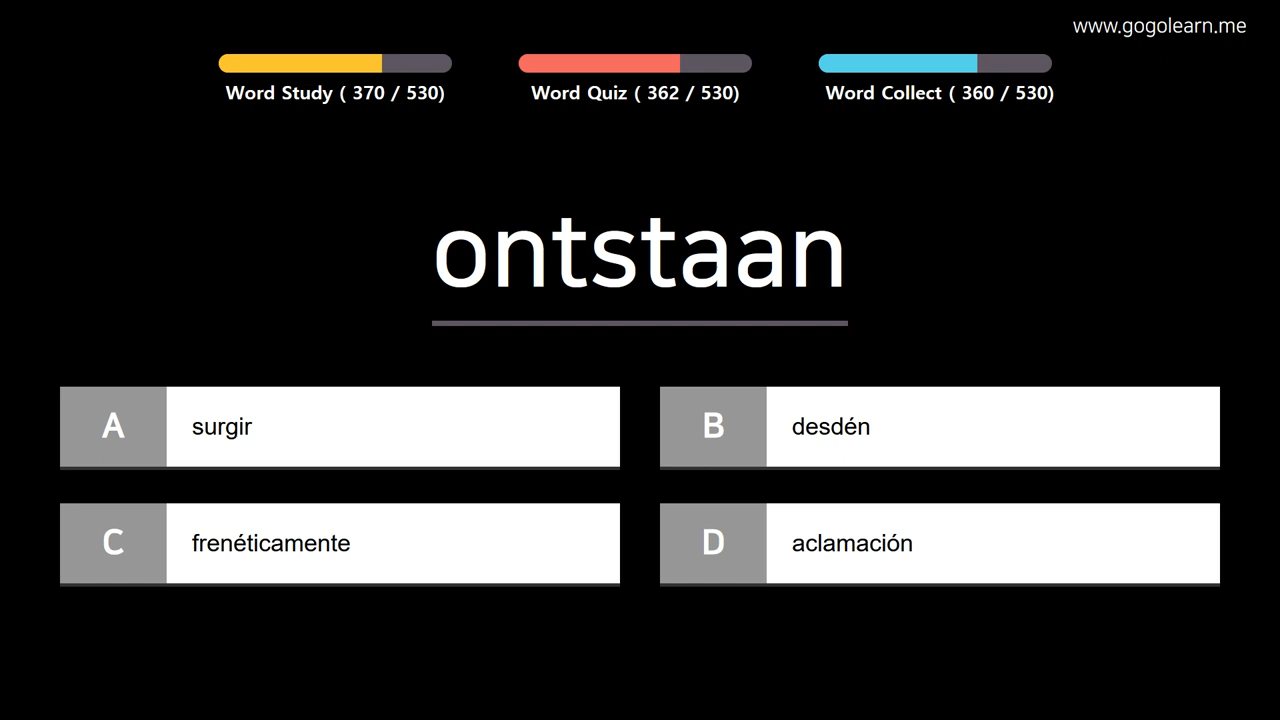 www.gogolearn.me
Word Study ( 370 / 530)
Word Quiz ( 362 / 530)
Word Collect ( 360 / 530)
ontstaan
A surgir
B desdén
C frenéticamente
D aclamación